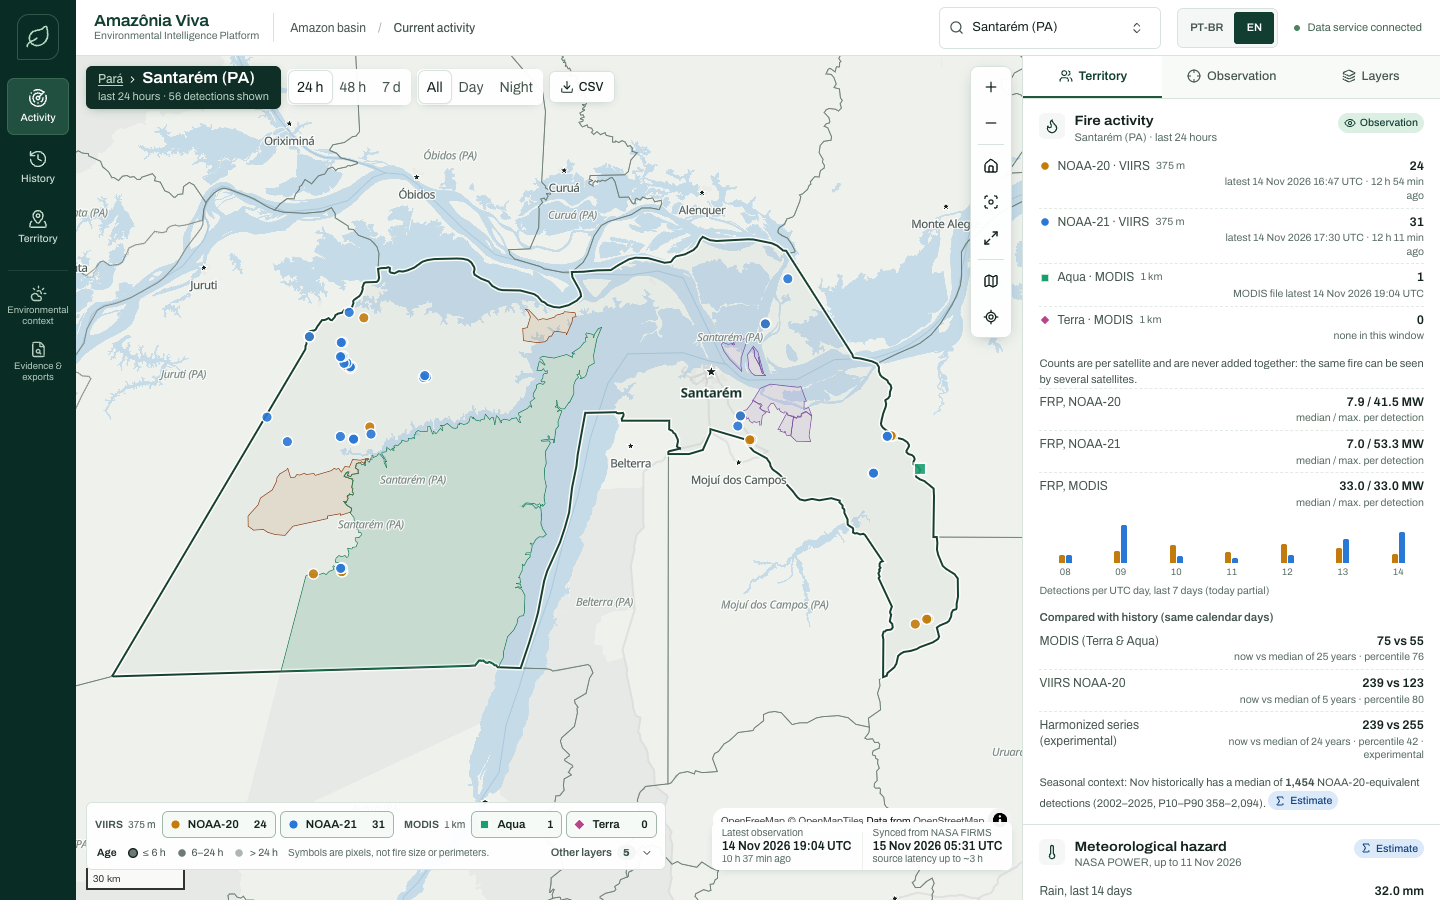 Amazônia Viva
Environmental Intelligence Platform
Amazon basin / Current activity
Santarém (PA)
PT-BR EN
Data service connected
Activity
History
Territory
Environmental
context
Evidence &
exports
Pará › Santarém (PA)
last 24 hours · 56 detections shown
24 h 48 h 7 d
All Day Night
CSV
Oriximiná
Óbidos (PA)
Óbidos
Curuá
Curuá (PA)
Alenquer
Monte Aleg
Juruti
Juruti (PA)
Santarém (PA)
Santarém
Belterra
Mojuí dos Campos
Santarém (PA)
Santarém (PA)
Belterra (PA)
Mojuí dos Campos (PA)
Uruará
VIIRS 375 m NOAA-20 24 NOAA-21 31 MODIS 1 km Aqua 1 Terra 0
Age ≤ 6 h 6–24 h > 24 h Symbols are pixels, not fire size or perimeters. Other layers 5
30 km
OpenFreeMap © OpenMapTiles Data from OpenStreetMap
Latest observation
14 Nov 2026 19:04 UTC
10 h 37 min ago
Synced from NASA FIRMS
15 Nov 2026 05:31 UTC
source latency up to ~3 h
Territory Observation Layers
Fire activity
Santarém (PA) · last 24 hours
Observation
NOAA-20 · VIIRS 375 m 24
latest 14 Nov 2026 16:47 UTC · 12 h 54 min
ago
NOAA-21 · VIIRS 375 m 31
latest 14 Nov 2026 17:30 UTC · 12 h 11 min
ago
Aqua · MODIS 1 km 1
MODIS file latest 14 Nov 2026 19:04 UTC
Terra · MODIS 1 km 0
none in this window
Counts are per satellite and are never added together: the same fire can be seen
by several satellites.
FRP, NOAA-20 7.9 / 41.5 MW
median / max. per detection
FRP, NOAA-21 7.0 / 53.3 MW
median / max. per detection
FRP, MODIS 33.0 / 33.0 MW
median / max. per detection
08 09 10 11 12 13 14
Detections per UTC day, last 7 days (today partial)
Compared with history (same calendar days)
MODIS (Terra & Aqua) 75 vs 55
now vs median of 25 years · percentile 76
VIIRS NOAA-20 239 vs 123
now vs median of 5 years · percentile 80
Harmonized series
(experimental)
239 vs 255
now vs median of 24 years · percentile 42 ·
experimental
Seasonal context: Nov historically has a median of 1,454 NOAA-20-equivalent
detections (2002–2025, P10–P90 358–2,094). Estimate
Meteorological hazard
NASA POWER, up to 11 Nov 2026
Estimate
Rain, last 14 days 32.0 mm